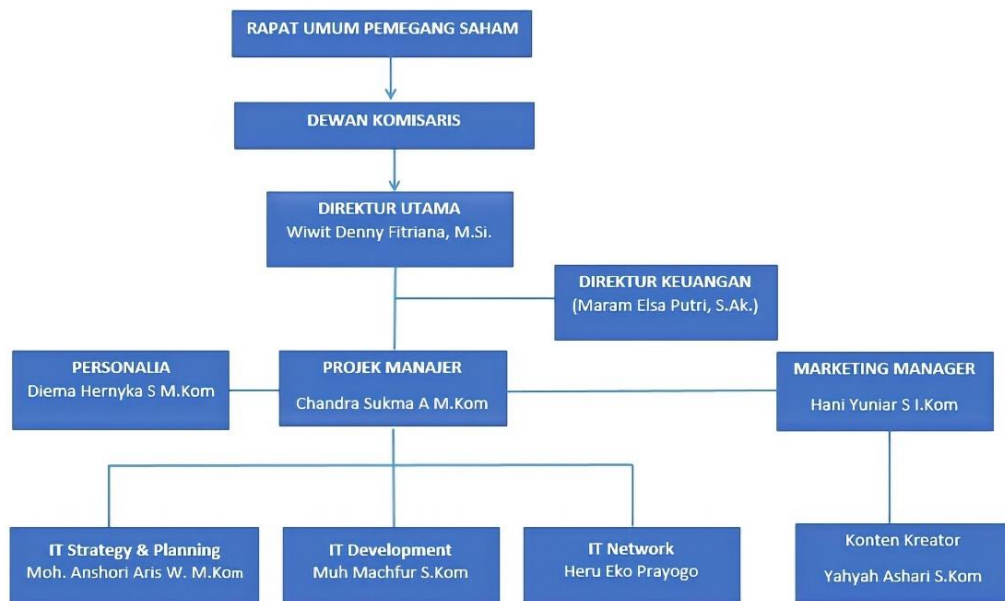 RAPAT UMUM PEMEGANG SAHAM
DEWAN KOMISARIS
DIREKTUR UTAMA
Wiwit Denny Fitriana, M.Si.
DIREKTUR KEUANGAN
(Maram Elsa Putri, S.Ak.)
PERSONALIA
Diema Hernyka S M.Kom
PROJEK MANAJER
Chandra Sukma A M.Kom
MARKETING MANAGER
Hani Yuniar S I.Kom
IT Strategy & Planning
Moh. Anshori Aris W. M.Kom
IT Development
Muh Machfur S.Kom
IT Network
Heru Eko Prayogo
Konten Kreator
Yahyah Ashari S.Kom